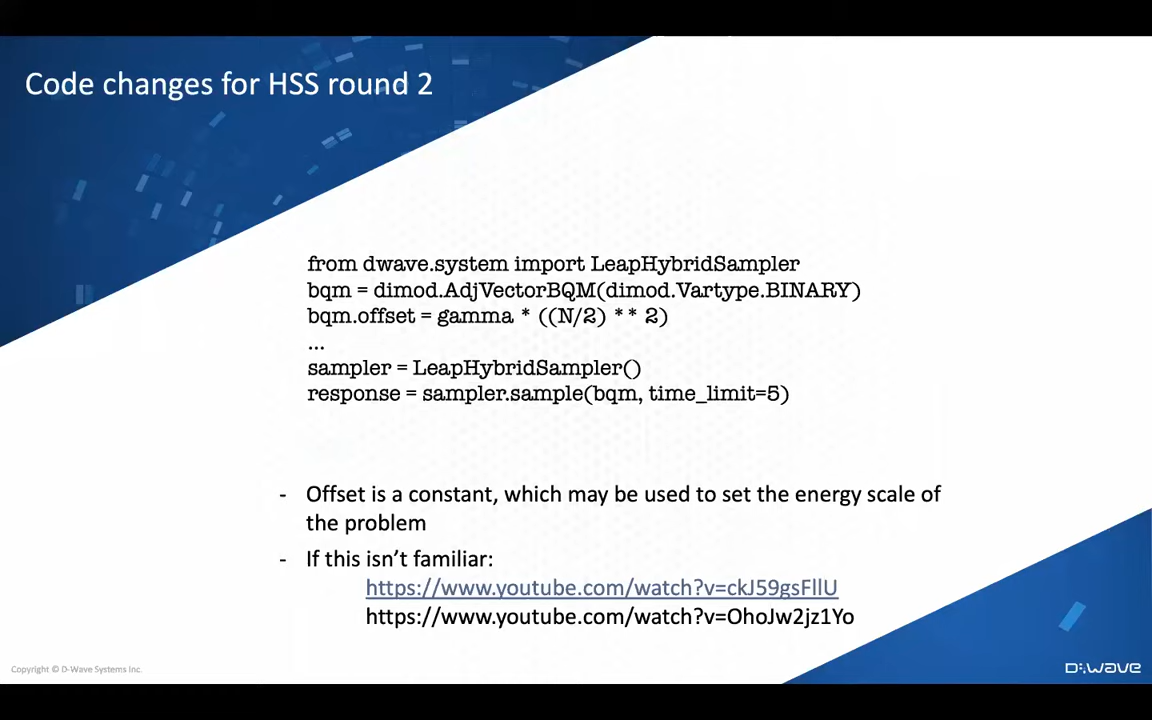 Code changes for HSS round 2
from dwave.system import LeapHybridSampler
bqm = dimod.AdjVectorBQM(dimod.Vartype.BINARY)
bqm.offset = gamma * ((N/2) ** 2)
...
sampler = LeapHybridSampler()
response = sampler.sample(bqm, time_limit=5)
- Offset is a constant, which may be used to set the energy scale of
the problem
- If this isn't familiar:
https://www.youtube.com/watch?v=ckJ59gsFllU
https://www.youtube.com/watch?v=OhoJw2jz1Yo
Copyright © D-Wave Systems Inc.
D:wave